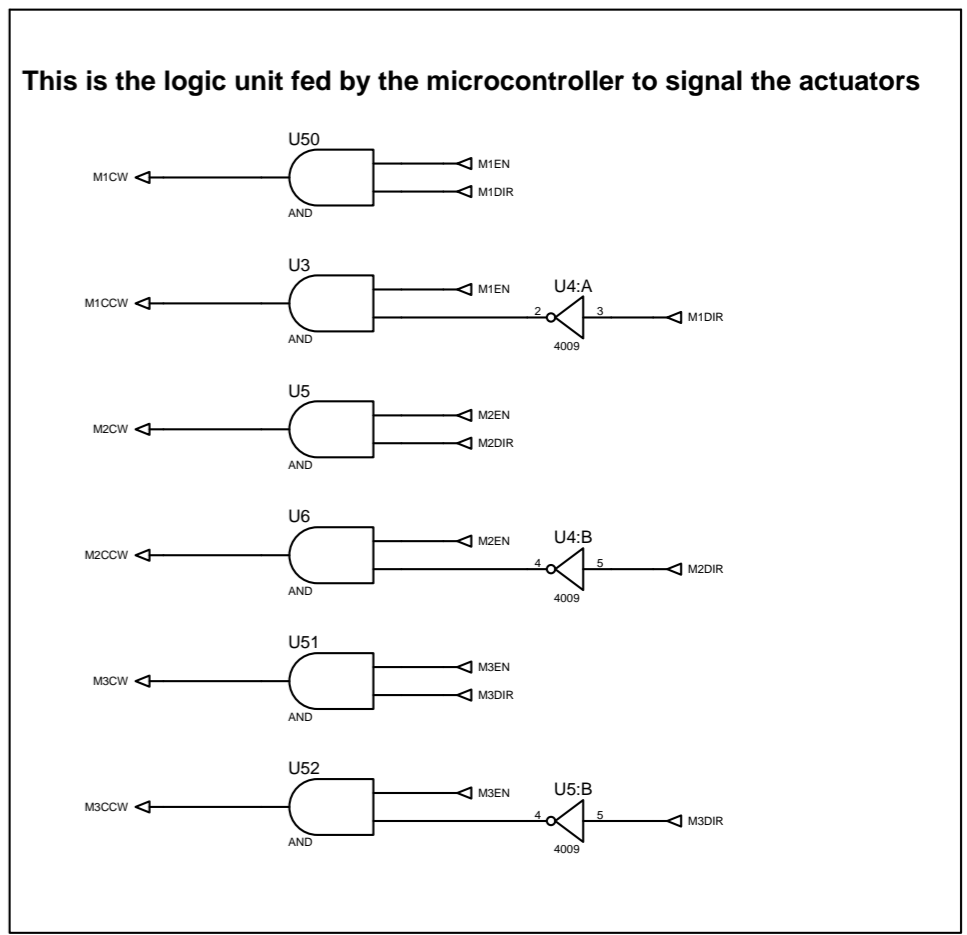 This is the logic unit fed by the microcontroller to signal the actuators
U50
M1CW
M1EN
M1DIR
AND
U3
M1CCW
M1EN
U4:A
2
3
M1DIR
AND
4009
U5
M2CW
M2EN
M2DIR
AND
U6
M2CCW
M2EN
U4:B
4
5
M2DIR
AND
4009
U51
M3CW
M3EN
M3DIR
AND
U52
M3CCW
M3EN
U5:B
4
5
M3DIR
AND
4009